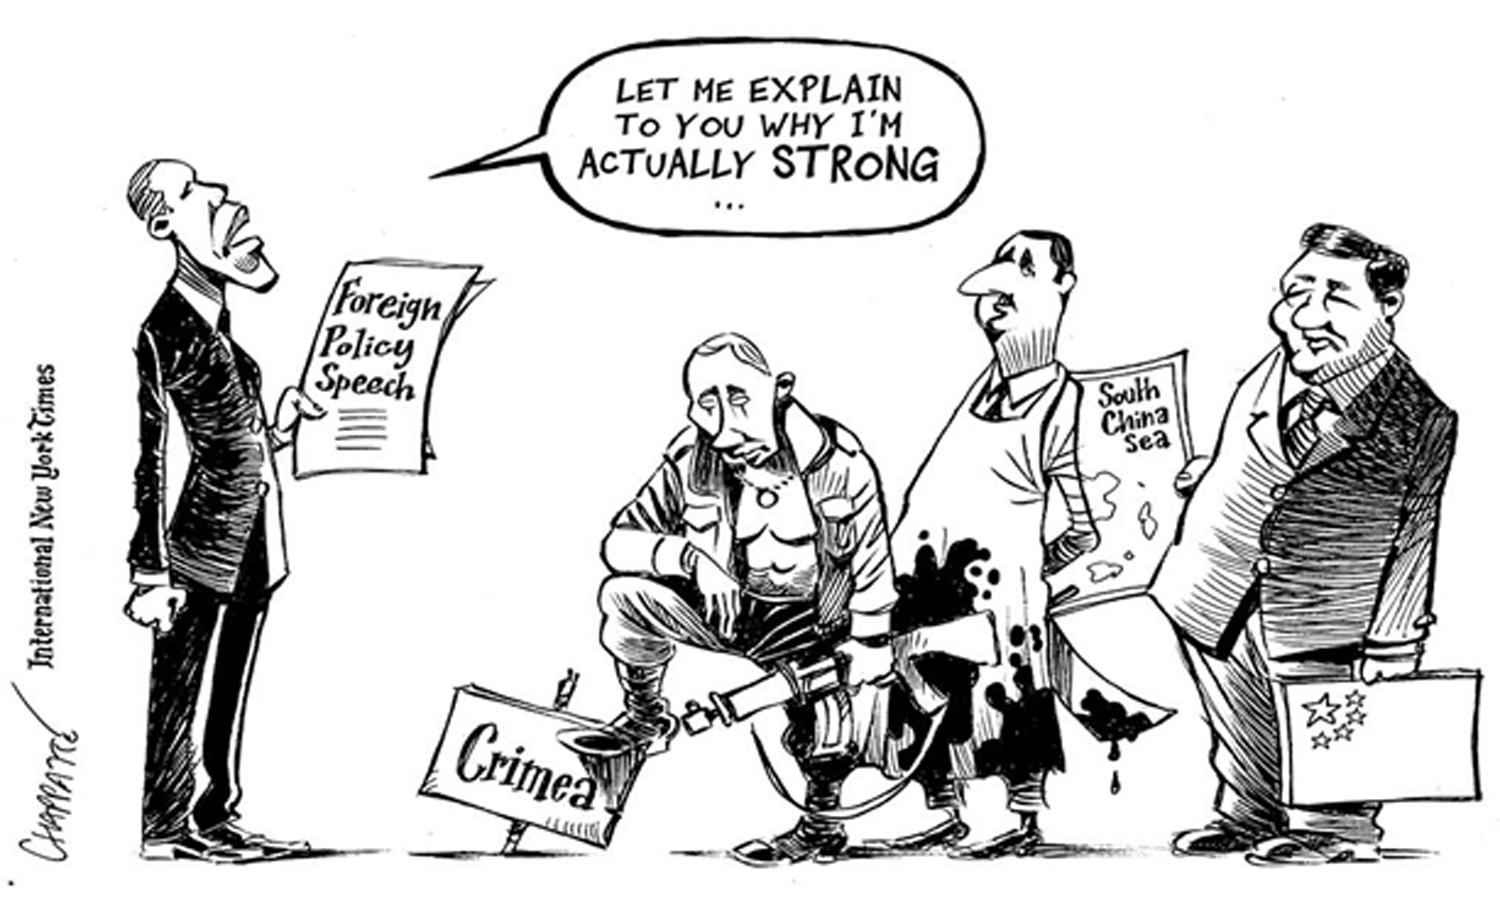 LET ME EXPLAIN
TO YOU WHY I'M
ACTUALLY STRONG
...
Foreign
Policy
Speech
South
China
Sea
Crimea
CHAPPATTE
International New York Times